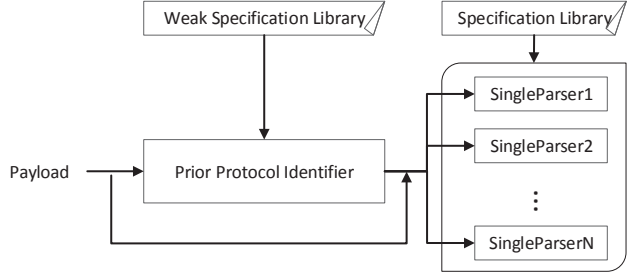 Weak Specification Library
Specification Library
SingleParser1
SingleParser2
Payload
Prior Protocol Identifier
⋮
SingleParserN